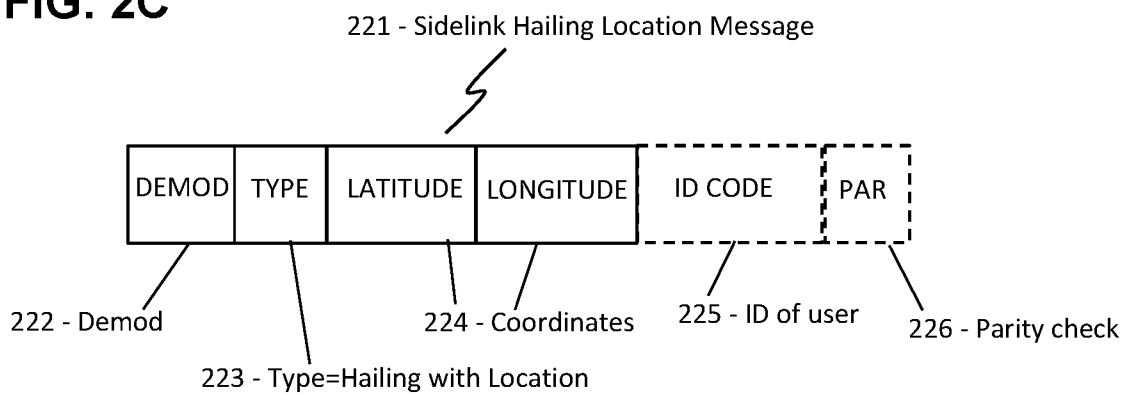 FIG. 2C
221 - Sidelink Hailing Location Message
DEMOD TYPE LATITUDE LONGITUDE ID CODE PAR
222 - Demod
224 - Coordinates
225 - ID of user
226 - Parity check
223 - Type=Hailing with Location